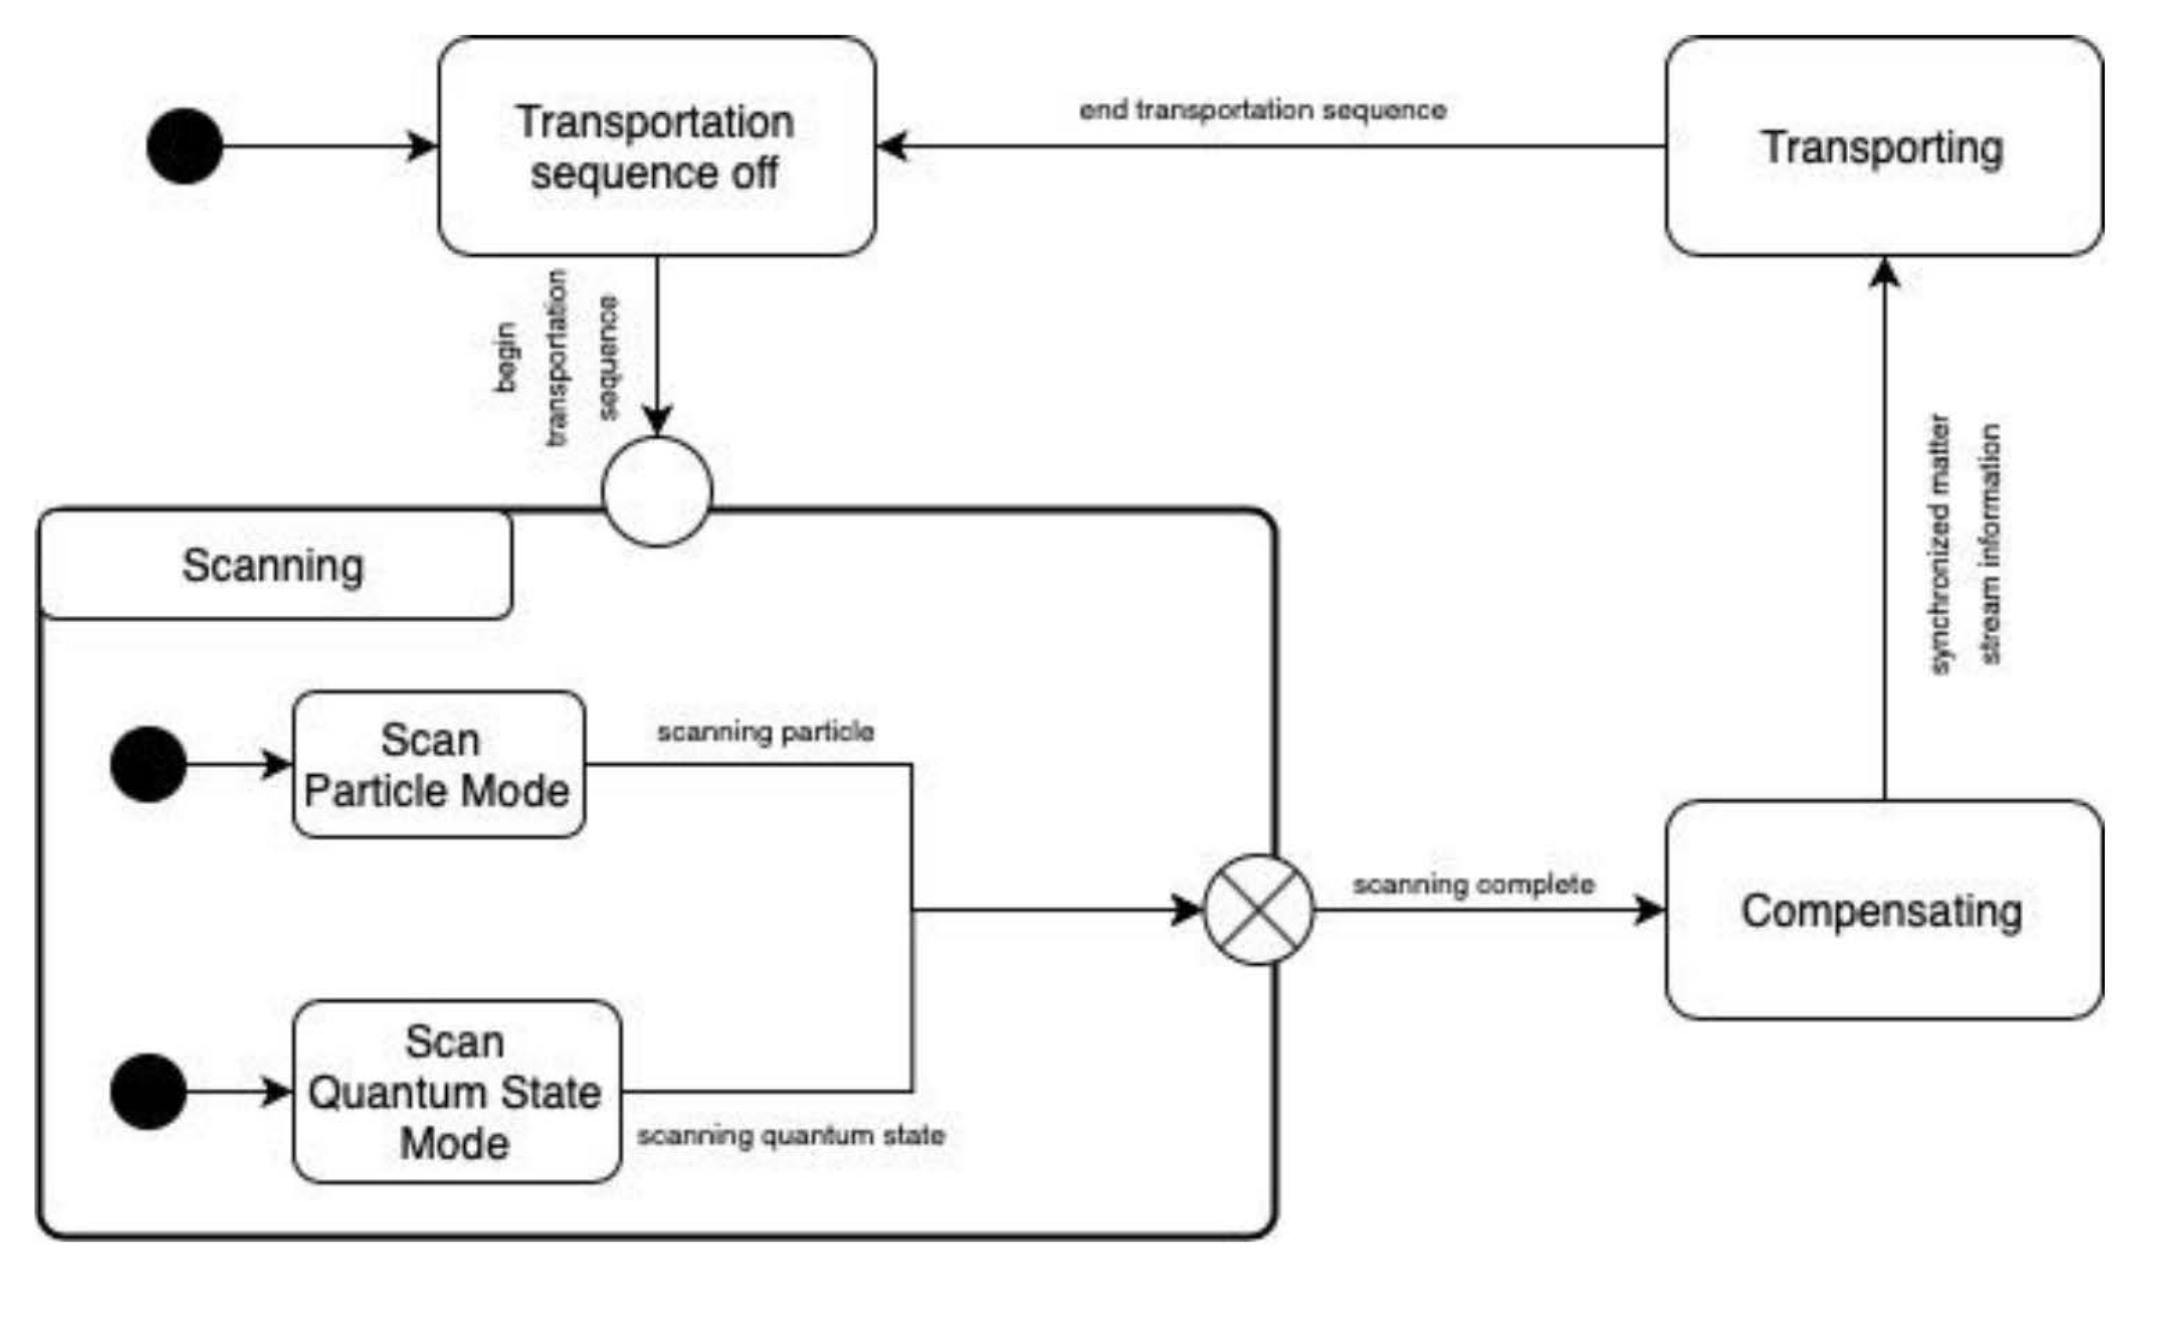 Transportation
sequence off
end transportation sequence
Transporting
begin
transportation
sequence
synchronized matter
stream information
Scanning
Scan
Particle Mode
scanning particle
scanning complete
Compensating
Scan
Quantum State
Mode
scanning quantum state